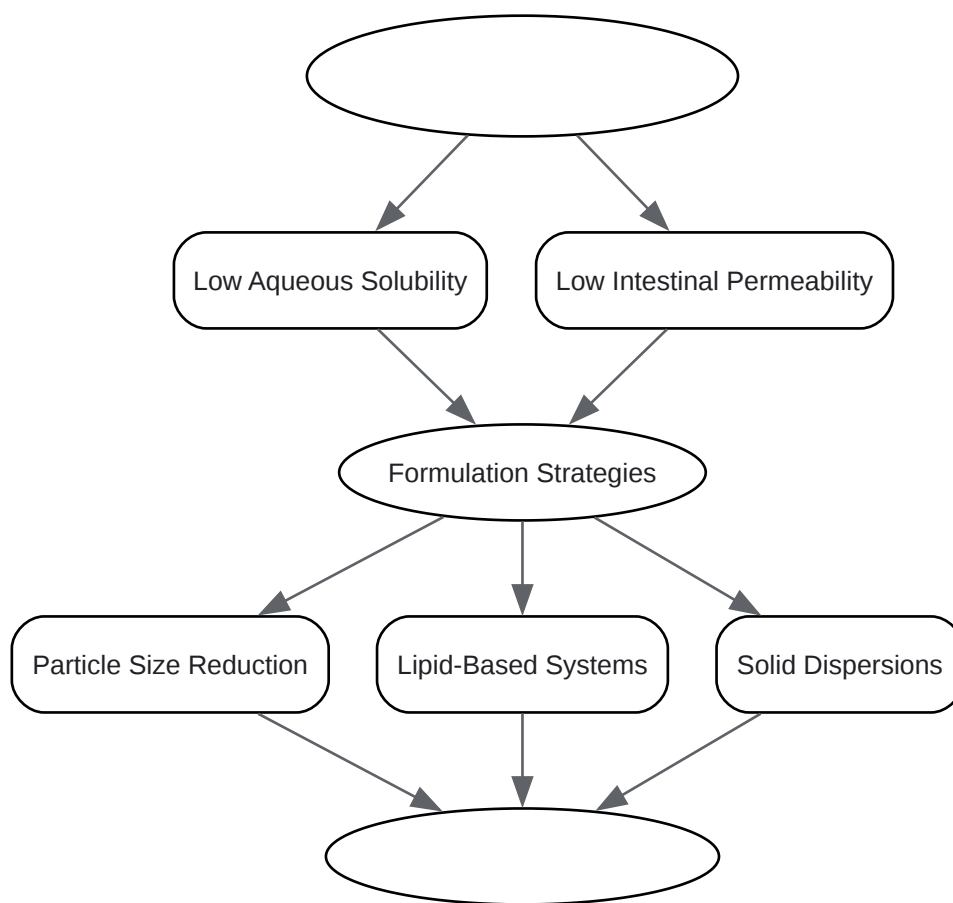 Low Aqueous Solubility
Low Intestinal Permeability
Formulation Strategies
Particle Size Reduction
Lipid-Based Systems
Solid Dispersions